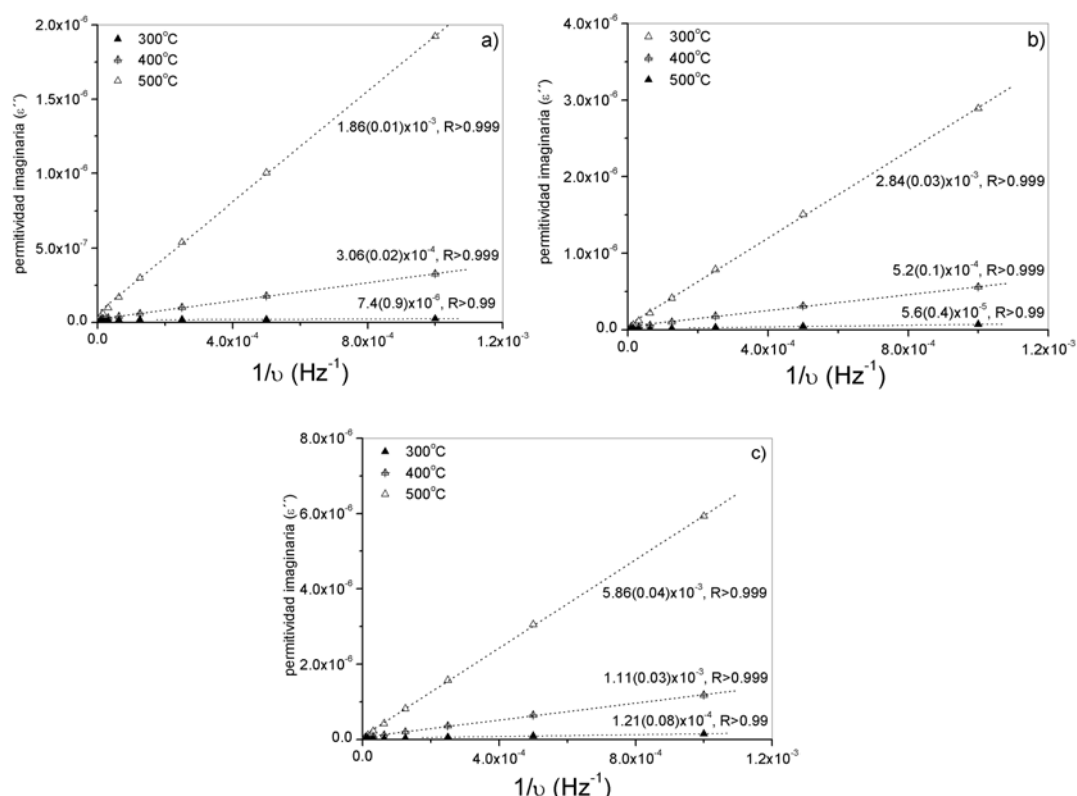 a)
300°C
400°C
500°C
permitividad imaginaria (ε´´)
2.0x10⁻⁶
1.5x10⁻⁶
1.0x10⁻⁶
5.0x10⁻⁷
0.0
1.86(0.01)x10⁻³, R>0.999
3.06(0.02)x10⁻⁴, R>0.999
7.4(0.9)x10⁻⁶, R>0.99
0.0 4.0x10⁻⁴ 8.0x10⁻⁴ 1.2x10⁻³
1/υ (Hz⁻¹)
b)
300°C
400°C
500°C
permitividad imaginaria (ε´´)
4.0x10⁻⁶
3.0x10⁻⁶
2.0x10⁻⁶
1.0x10⁻⁶
0.0
2.84(0.03)x10⁻³, R>0.999
5.2(0.1)x10⁻⁴, R>0.999
5.6(0.4)x10⁻⁵, R>0.99
0.0 4.0x10⁻⁴ 8.0x10⁻⁴ 1.2x10⁻³
1/υ (Hz⁻¹)
c)
300°C
400°C
500°C
permitividad imaginaria (ε´´)
8.0x10⁻⁶
6.0x10⁻⁶
4.0x10⁻⁶
2.0x10⁻⁶
0.0
5.86(0.04)x10⁻³, R>0.999
1.11(0.03)x10⁻³, R>0.999
1.21(0.08)x10⁻⁴, R>0.99
0.0 4.0x10⁻⁴ 8.0x10⁻⁴ 1.2x10⁻³
1/υ (Hz⁻¹)